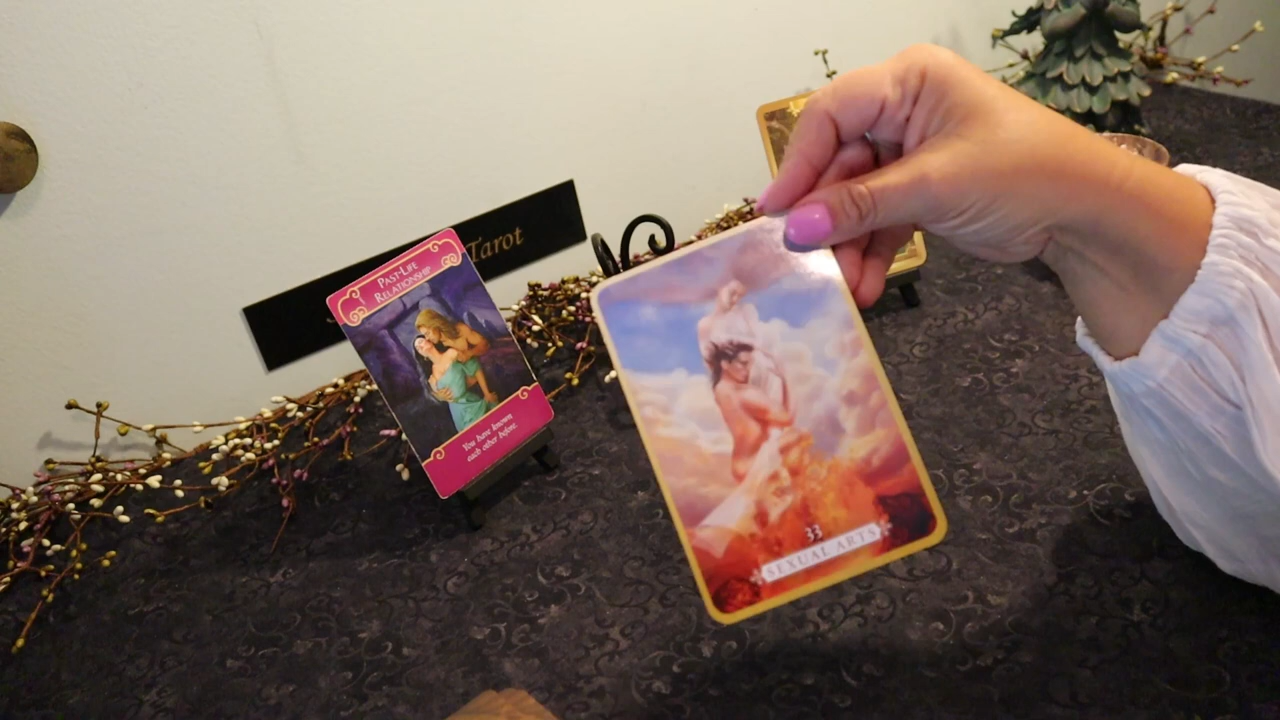 Tarot
PAST-LIFE
RELATIONSHIP
You have known
each other before.
33
SEXUAL ARTS